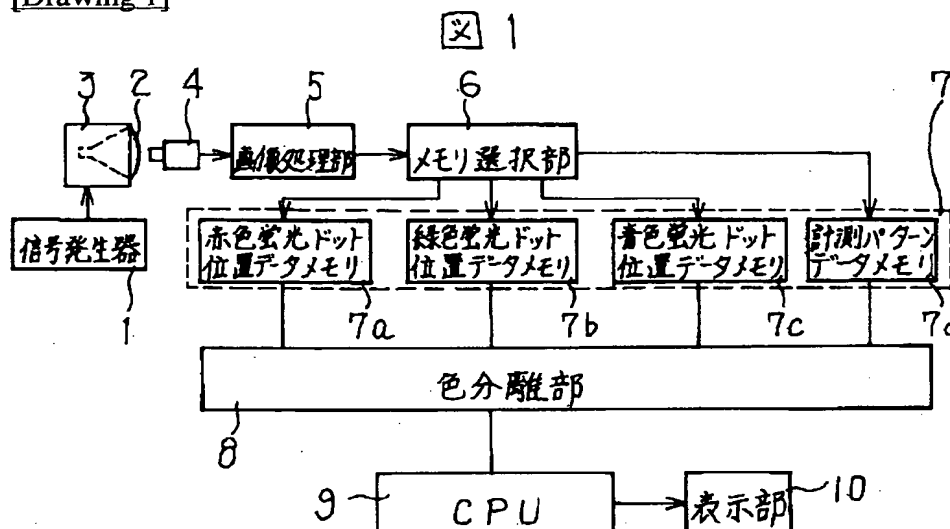 [Drawing 1]
図 1
3 2 4 5 6 7
画像処理部
メモリ選択部
信号発生器
赤色蛍光ドット
位置データメモリ
緑色蛍光ドット
位置データメモリ
青色蛍光ドット
位置データメモリ
計測パターン
データメモリ
1 7a 7b 7c 7d
色分離部
8
9 CPU
表示部 10